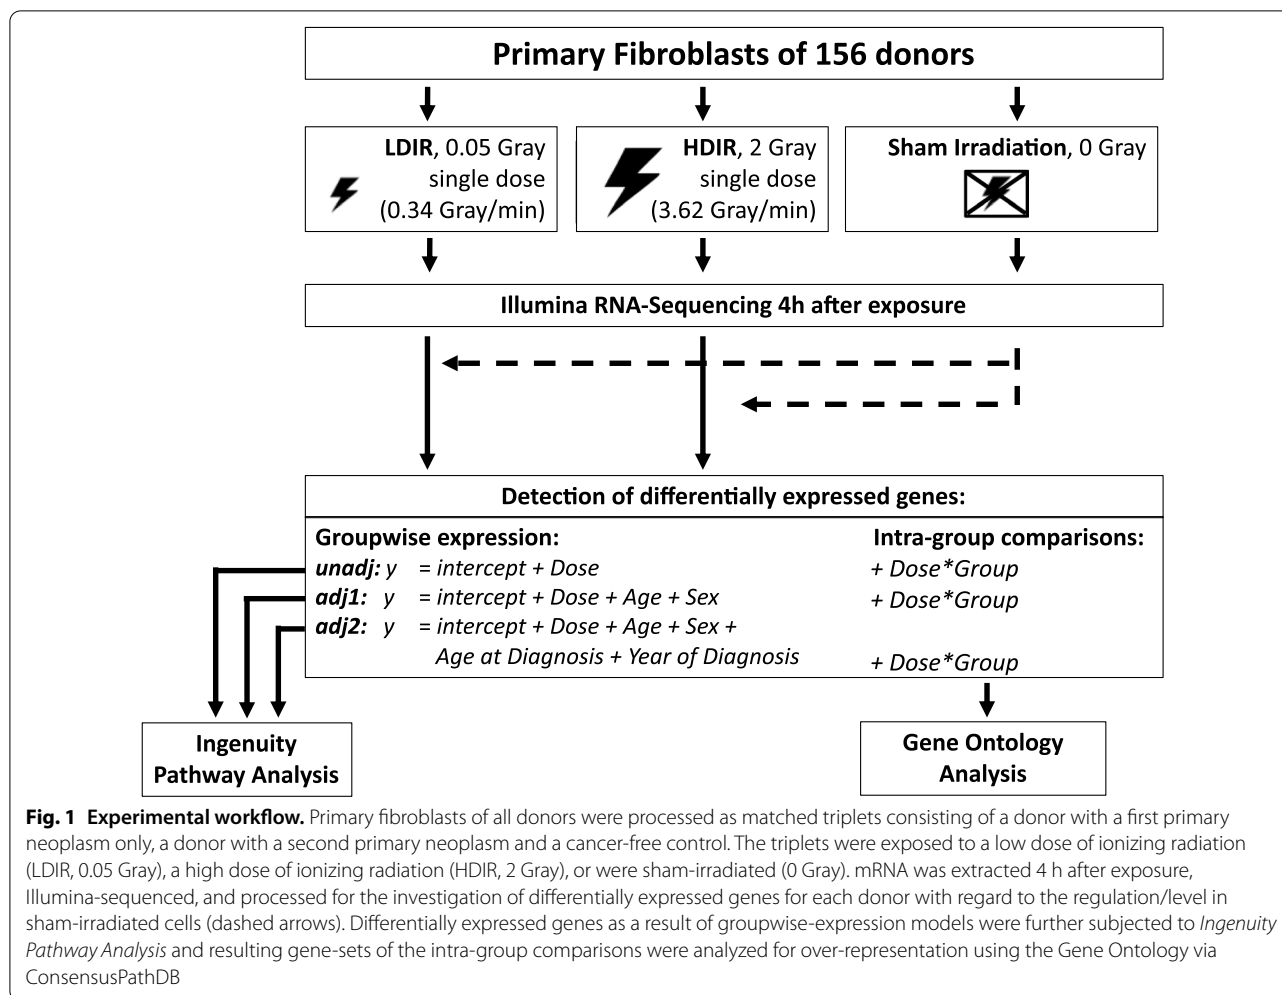 Primary Fibroblasts of 156 donors
LDIR, 0.05 Gray
single dose
(0.34 Gray/min)
HDIR, 2 Gray
single dose
(3.62 Gray/min)
Sham Irradiation, 0 Gray
Illumina RNA-Sequencing 4h after exposure
Detection of differentially expressed genes:
Groupwise expression:
Intra-group comparisons:
unadj: y = intercept + Dose
+ Dose*Group
adj1: y = intercept + Dose + Age + Sex
+ Dose*Group
adj2: y = intercept + Dose + Age + Sex +
Age at Diagnosis + Year of Diagnosis
+ Dose*Group
Ingenuity
Pathway Analysis
Gene Ontology
Analysis
Fig. 1 Experimental workflow. Primary fibroblasts of all donors were processed as matched triplets consisting of a donor with a first primary
neoplasm only, a donor with a second primary neoplasm and a cancer-free control. The triplets were exposed to a low dose of ionizing radiation
(LDIR, 0.05 Gray), a high dose of ionizing radiation (HDIR, 2 Gray), or were sham-irradiated (0 Gray). mRNA was extracted 4 h after exposure,
Illumina-sequenced, and processed for the investigation of differentially expressed genes for each donor with regard to the regulation/level in
sham-irradiated cells (dashed arrows). Differentially expressed genes as a result of groupwise-expression models were further subjected to Ingenuity
Pathway Analysis and resulting gene-sets of the intra-group comparisons were analyzed for over-representation using the Gene Ontology via
ConsensusPathDB